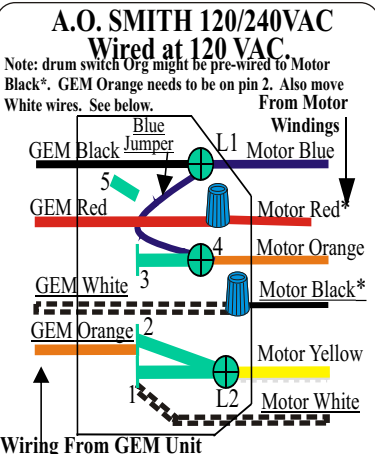 A.O. SMITH 120/240VAC
Wired at 120 VAC.
Note: drum switch Org might be pre-wired to Motor
Black*. GEM Orange needs to be on pin 2. Also move
White wires. See below.
From Motor
Windings
Blue
Jumper
GEM Black
L1
Motor Blue
5
GEM Red
Motor Red*
4
Motor Orange
3
GEM White
Motor Black*
GEM Orange
2
Motor Yellow
1
L2
Motor White
Wiring From GEM Unit